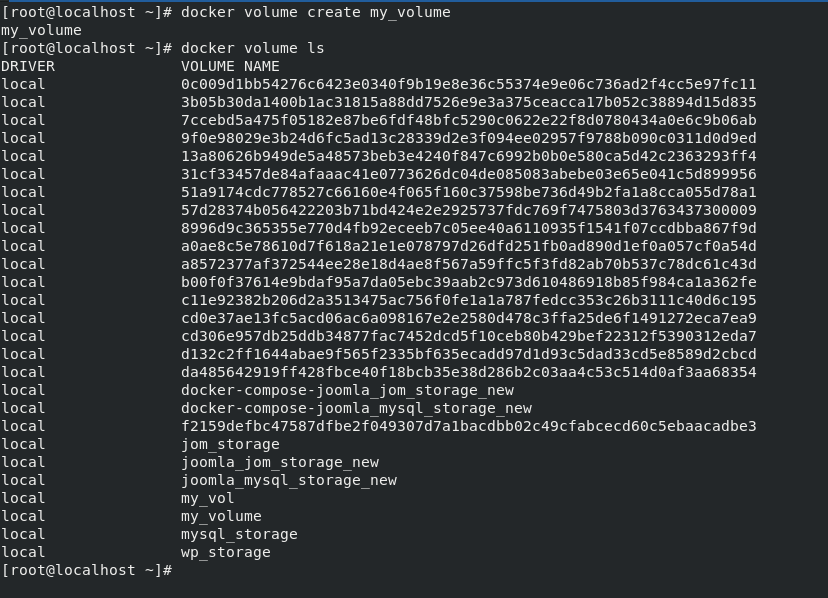 [root@localhost ~]# docker volume create my_volume
my_volume
[root@localhost ~]# docker volume ls
DRIVER              VOLUME NAME
local               0c009d1bb54276c6423e0340f9b19e8e36c55374e9e06c736ad2f4cc5e97fc11
local               3b05b30da1400b1ac31815a88dd7526e9e3a375ceacca17b052c38894d15d835
local               7ccebd5a475f05182e87be6fdf48bfc5290c0622e22f8d0780434a0e6c9b06ab
local               9f0e98029e3b24d6fc5ad13c28339d2e3f094ee02957f9788b090c0311d0d9ed
local               13a80626b949de5a48573beb3e4240f847c6992b0b0e580ca5d42c2363293ff4
local               31cf33457de84afaaac41e0773626dc04de085083abebe03e65e041c5d899956
local               51a9174cdc778527c66160e4f065f160c37598be736d49b2fa1a8cca055d78a1
local               57d28374b056422203b71bd424e2e2925737fdc769f7475803d3763437300009
local               8996d9c365355e770d4fb92eceeb7c05ee40a6110935f1541f07ccdbba867f9d
local               a0ae8c5e78610d7f618a21e1e078797d26dfd251fb0ad890d1ef0a057cf0a54d
local               a8572377af372544ee28e18d4ae8f567a59ffc5f3fd82ab70b537c78dc61c43d
local               b00f0f37614e9bdaf95a7da05ebc39aab2c973d610486918b85f984ca1a362fe
local               c11e92382b206d2a3513475ac756f0fe1a1a787fedcc353c26b3111c40d6c195
local               cd0e37ae13fc5acd06ac6a098167e2e2580d478c3ffa25de6f1491272eca7ea9
local               cd306e957db25ddb34877fac7452dcd5f10ceb80b429bef22312f5390312eda7
local               d132c2ff1644abae9f565f2335bf635ecadd97d1d93c5dad33cd5e8589d2cbcd
local               da485642919ff428fbce40f18bcb35e38d286b2c03aa4c53c514d0af3aa68354
local               docker-compose-joomla_jom_storage_new
local               docker-compose-joomla_mysql_storage_new
local               f2159defbc47587dfbe2f049307d7a1bacdbb02c49cfabcecd60c5ebaacadbe3
local               jom_storage
local               joomla_jom_storage_new
local               joomla_mysql_storage_new
local               my_vol
local               my_volume
local               mysql_storage
local               wp_storage
[root@localhost ~]#